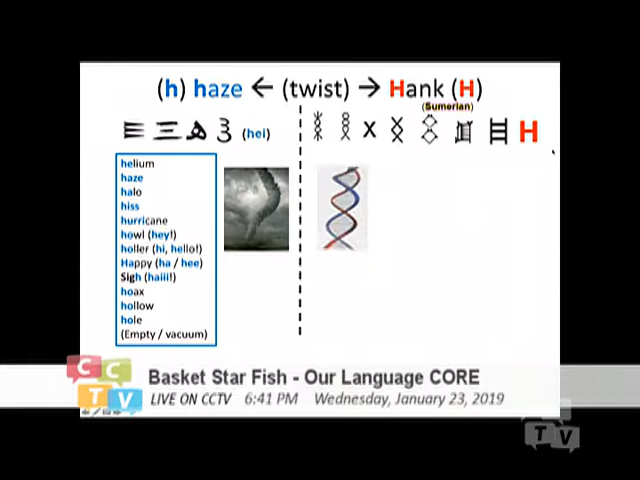 (h) haze ← (twist) → Hank (H)
(Sumerian)
(hei)
X
H
helium
haze
halo
hiss
hurricane
howl (hey!)
holler (hi, hello!)
Happy (ha / hee)
Sigh (haiii!)
hoax
hollow
hole
(Empty / vacuum)
CC
TV
Basket Star Fish - Our Language CORE
LIVE ON CCTV 6:41 PM Wednesday, January 23, 2019
TV